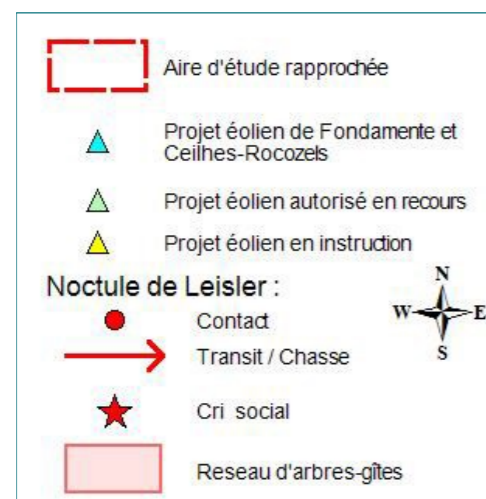 Aire d'étude rapprochée
Projet éolien de Fondamente et
Ceilhes-Rocozels
Projet éolien autorisé en recours
Projet éolien en instruction
Noctule de Leisler :
N
W E
S
Contact
Transit / Chasse
Cri social
Reseau d'arbres-gîtes